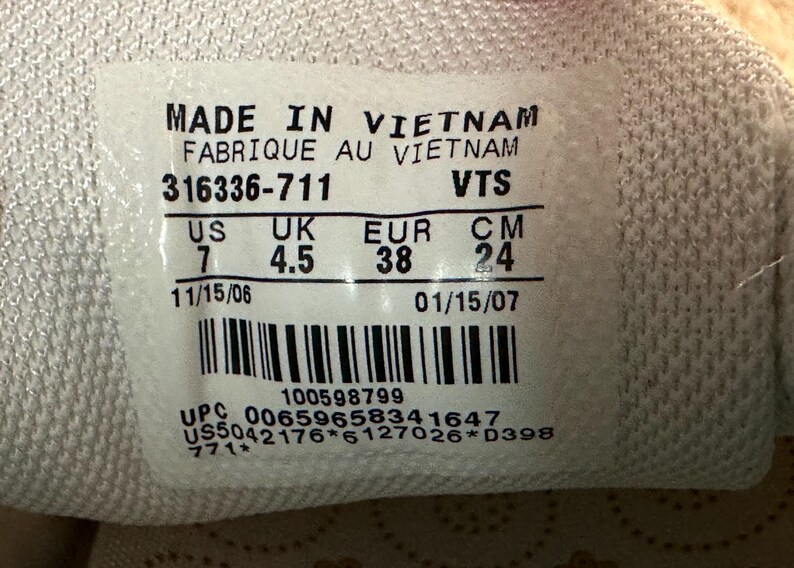 MADE IN VIETNAM
FABRIQUE AU VIETNAM
316336-711 VTS
US UK EUR CM
7 4.5 38 24
11/15/06 01/15/07
100598799
UPC 00659658341647
US5042176*6127026*D398
771*